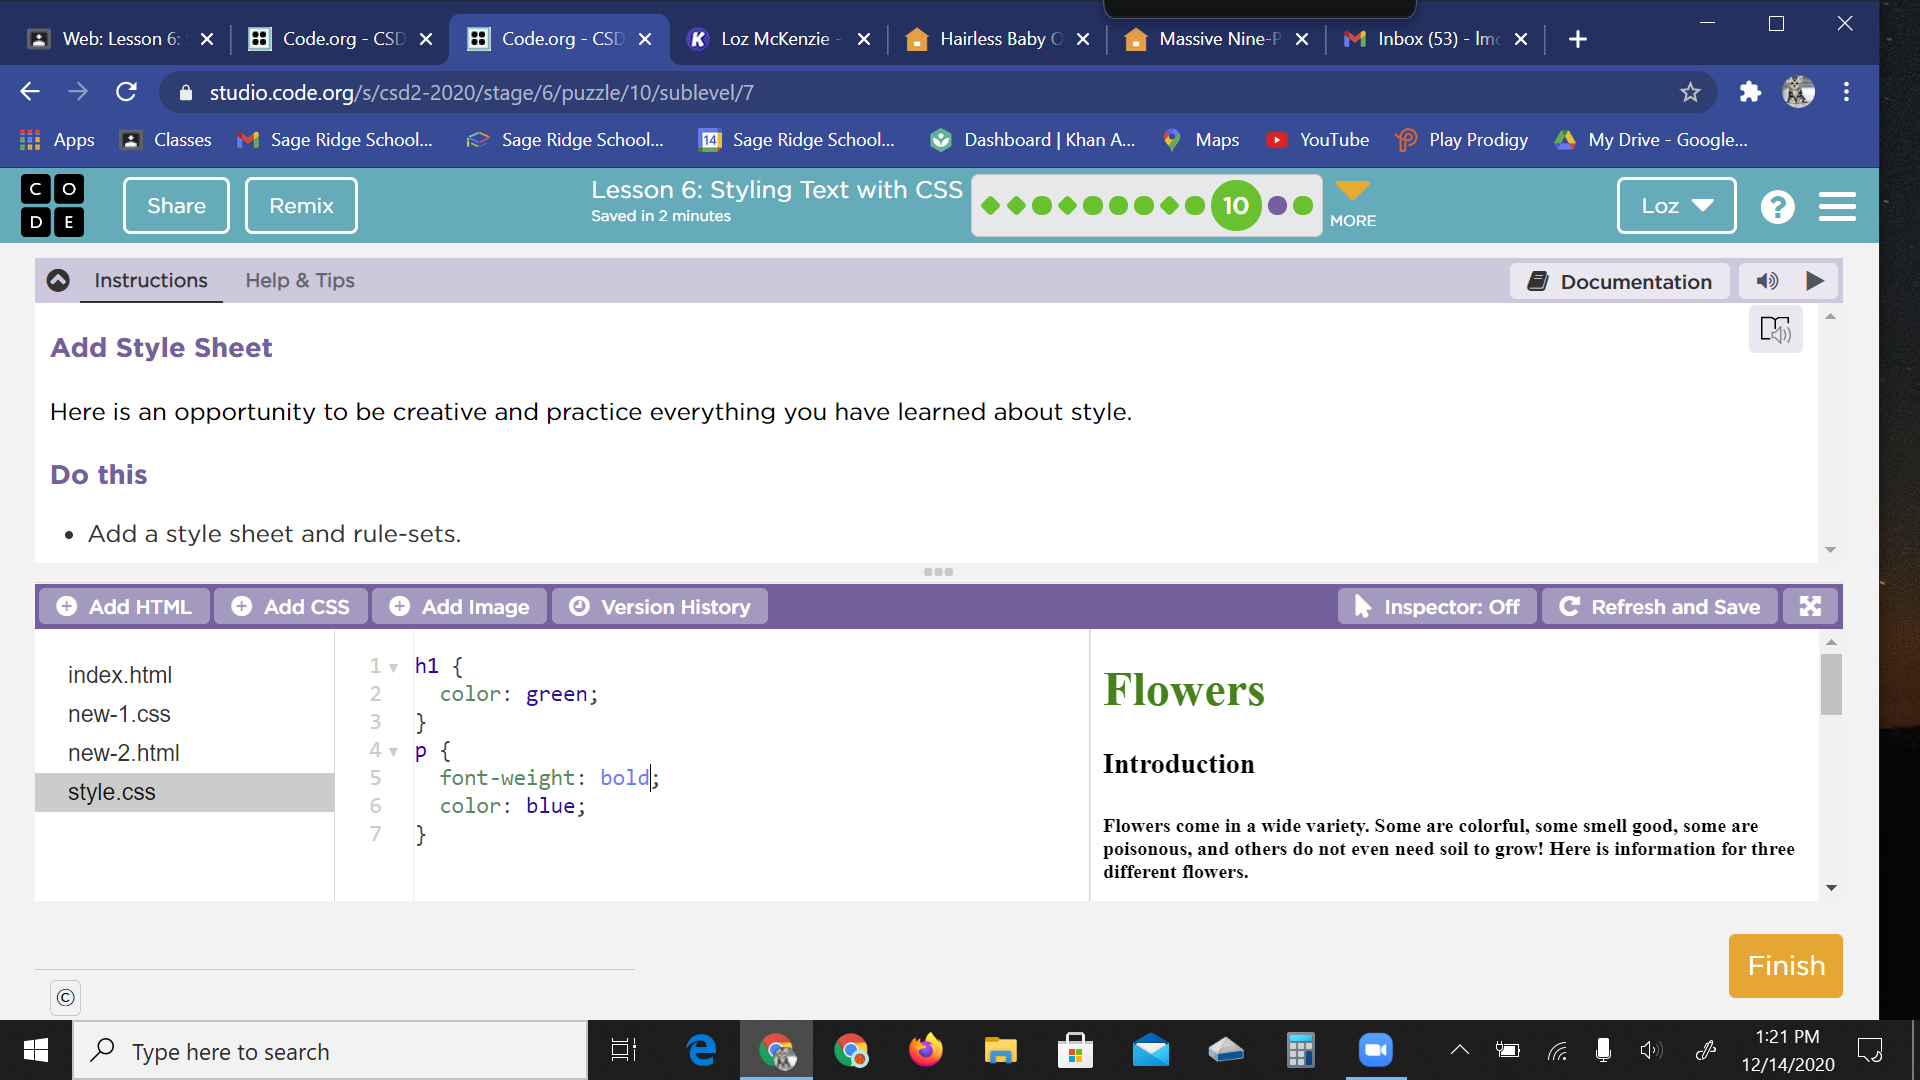 Web: Lesson 6:
Code.org - CSD
Code.org - CSD
Loz McKenzie -
Hairless Baby
Massive Nine-P
Inbox (53) -
studio.code.org/s/csd2-2020/stage/6/puzzle/10/sublevel/7
Apps
Classes
Sage Ridge School...
Sage Ridge School...
14
Sage Ridge School...
Dashboard | Khan A...
Maps
YouTube
Play Prodigy
My Drive - Google...
C O
D E
Share
Remix
Lesson 6: Styling Text with CSS
Saved in 2 minutes
10
MORE
Loz
?
Instructions
Help & Tips
Documentation
Add Style Sheet
Here is an opportunity to be creative and practice everything you have learned about style.
Do this
• Add a style sheet and rule-sets.
Add HTML
Add CSS
Add Image
Version History
Inspector: Off
Refresh and Save
index.html
new-1.css
new-2.html
style.css
1 h1 {
2 color: green;
3 }
4 p {
5 font-weight: bold;
6 color: blue;
7 }
Flowers
Introduction
Flowers come in a wide variety. Some are colorful, some smell good, some are
poisonous, and others do not even need soil to grow! Here is information for three
different flowers.
Finish
©
Type here to search
1:21 PM
12/14/2020